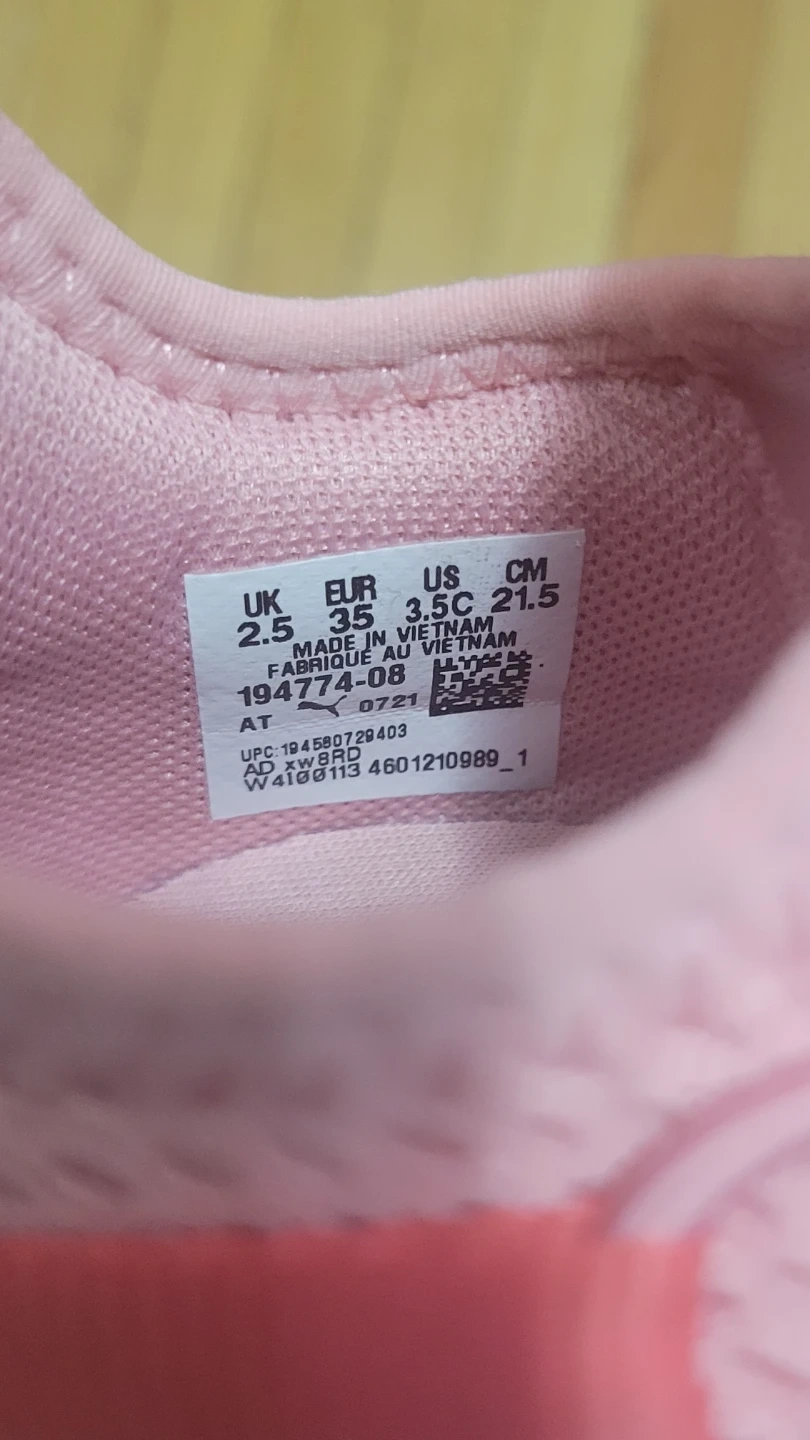 UK EUR US CM
2.5 35 3.5C 21.5
MADE IN VIETNAM
FABRIQUE AU VIETNAM
194774-08
AT 0721
UPC:194580729403
AD xw8RD
W4100113 4601210989_1